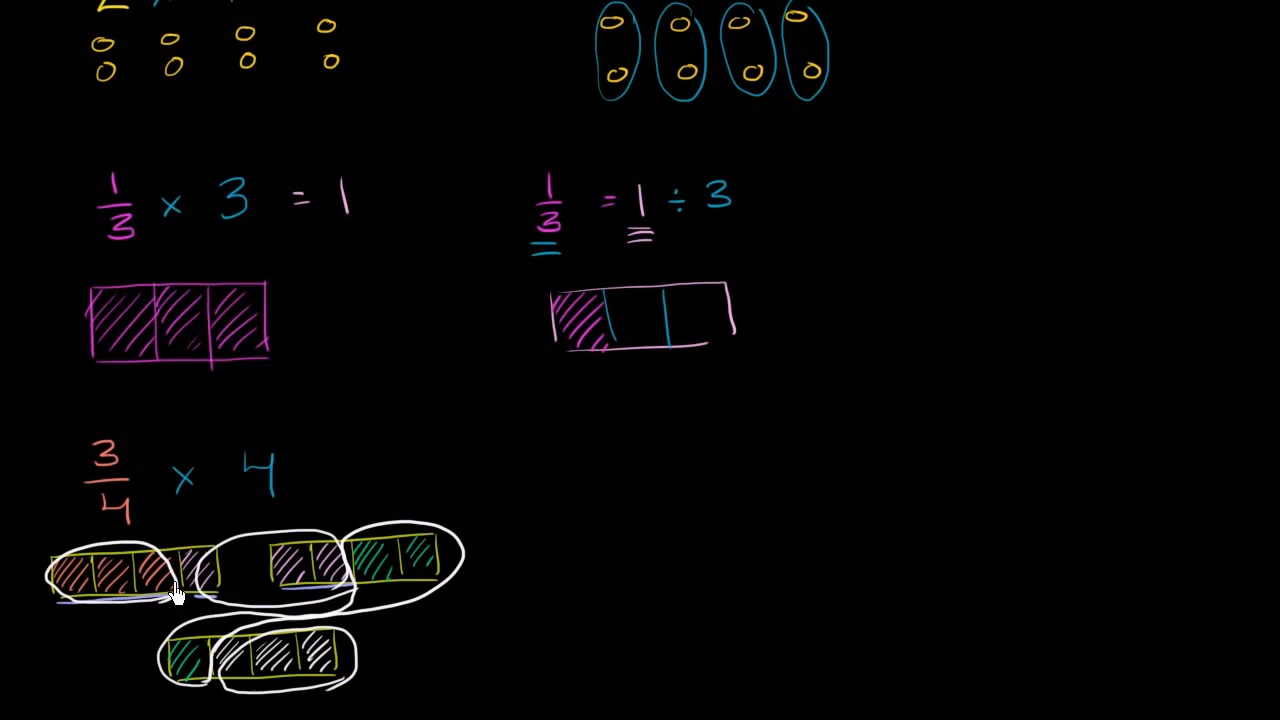 1/3 × 3 = 1
1/3 = 1 ÷ 3
3/4 × 4